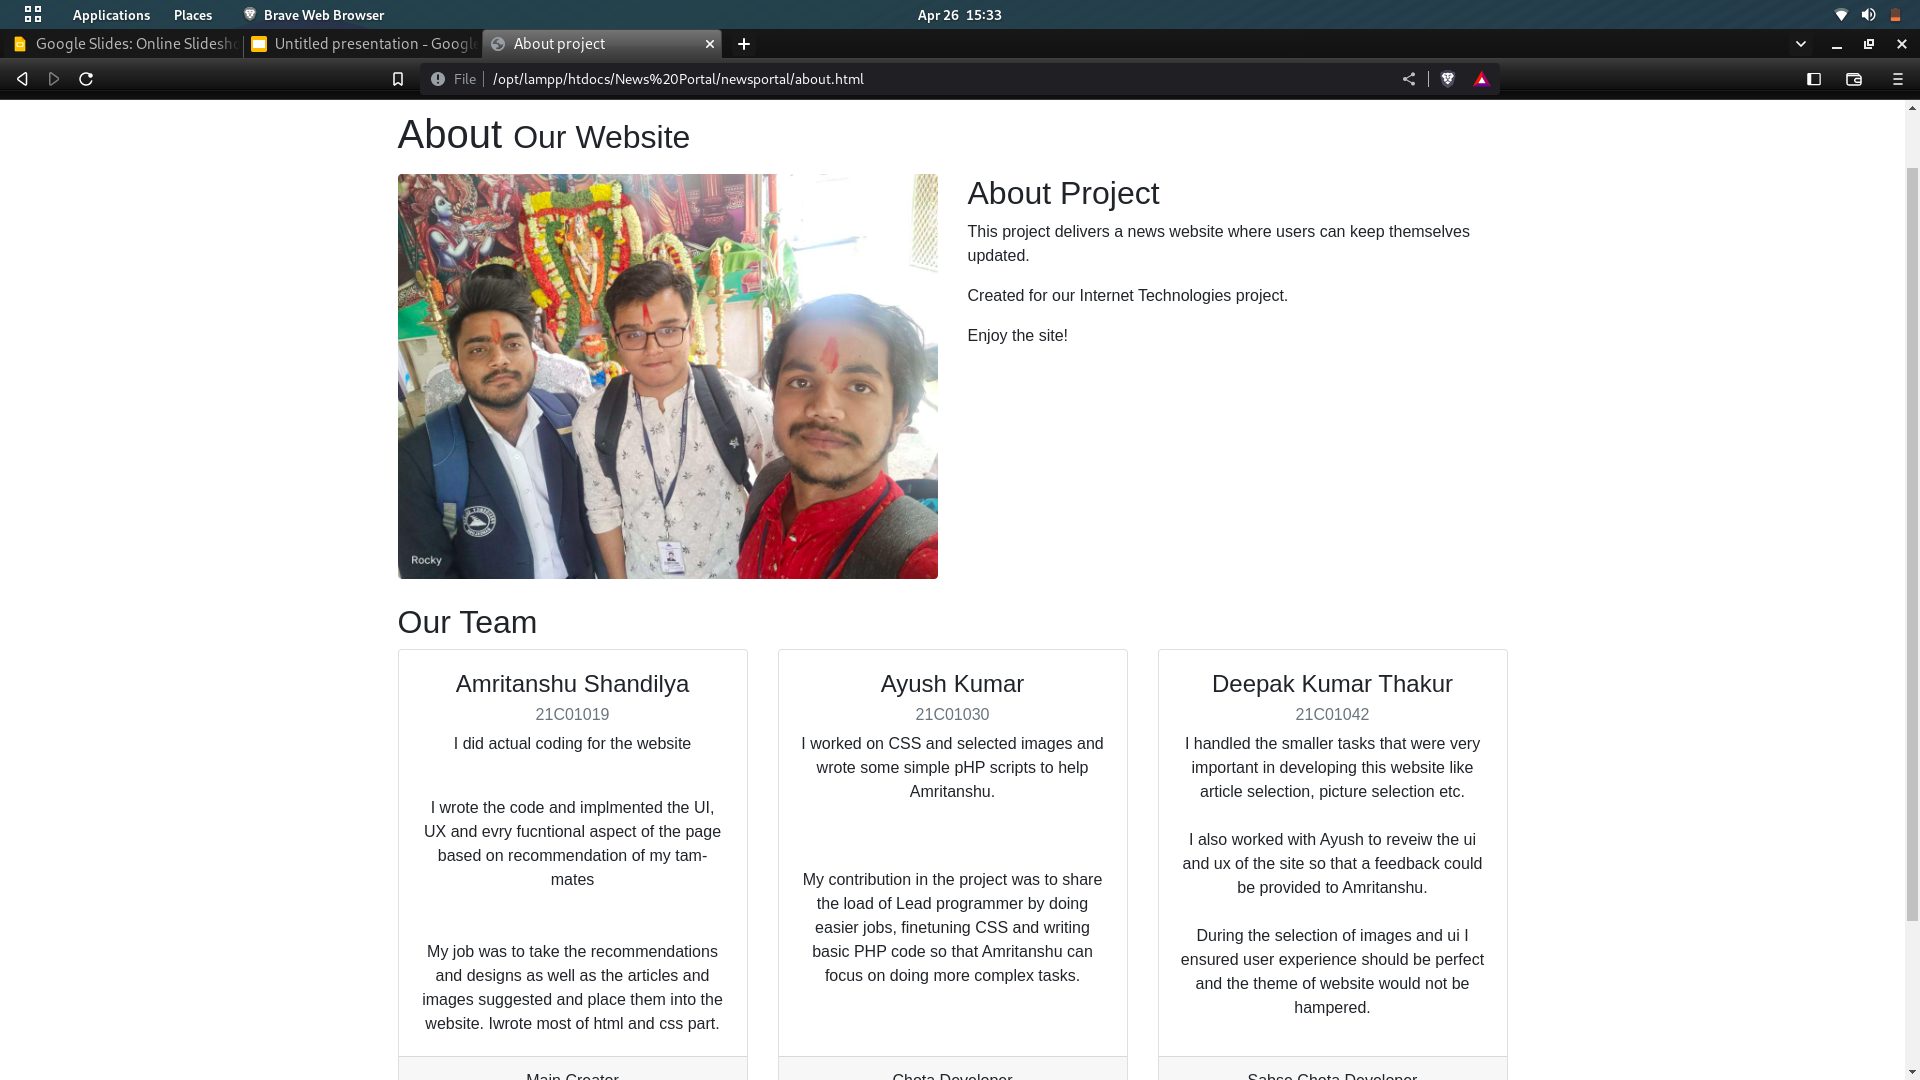 Applications Places Brave Web Browser Apr 26 15:33
Google Slides: Online Slidesho Untitled presentation - Google About project
File /opt/lampp/htdocs/News%20Portal/newsportal/about.html
About Our Website
About Project
This project delivers a news website where users can keep themselves
updated.
Created for our Internet Technologies project.
Enjoy the site!
Rocky
Our Team
Amritanshu Shandilya
21C01019
I did actual coding for the website
I wrote the code and implmented the UI,
UX and evry fucntional aspect of the page
based on recommendation of my tam-
mates
My job was to take the recommendations
and designs as well as the articles and
images suggested and place them into the
website. Iwrote most of html and css part.
Main Creator
Ayush Kumar
21C01030
I worked on CSS and selected images and
wrote some simple pHP scripts to help
Amritanshu.
My contribution in the project was to share
the load of Lead programmer by doing
easier jobs, finetuning CSS and writing
basic PHP code so that Amritanshu can
focus on doing more complex tasks.
Chota Developer
Deepak Kumar Thakur
21C01042
I handled the smaller tasks that were very
important in developing this website like
article selection, picture selection etc.
I also worked with Ayush to reveiw the ui
and ux of the site so that a feedback could
be provided to Amritanshu.
During the selection of images and ui I
ensured user experience should be perfect
and the theme of website would not be
hampered.
Sabse Chota Developer